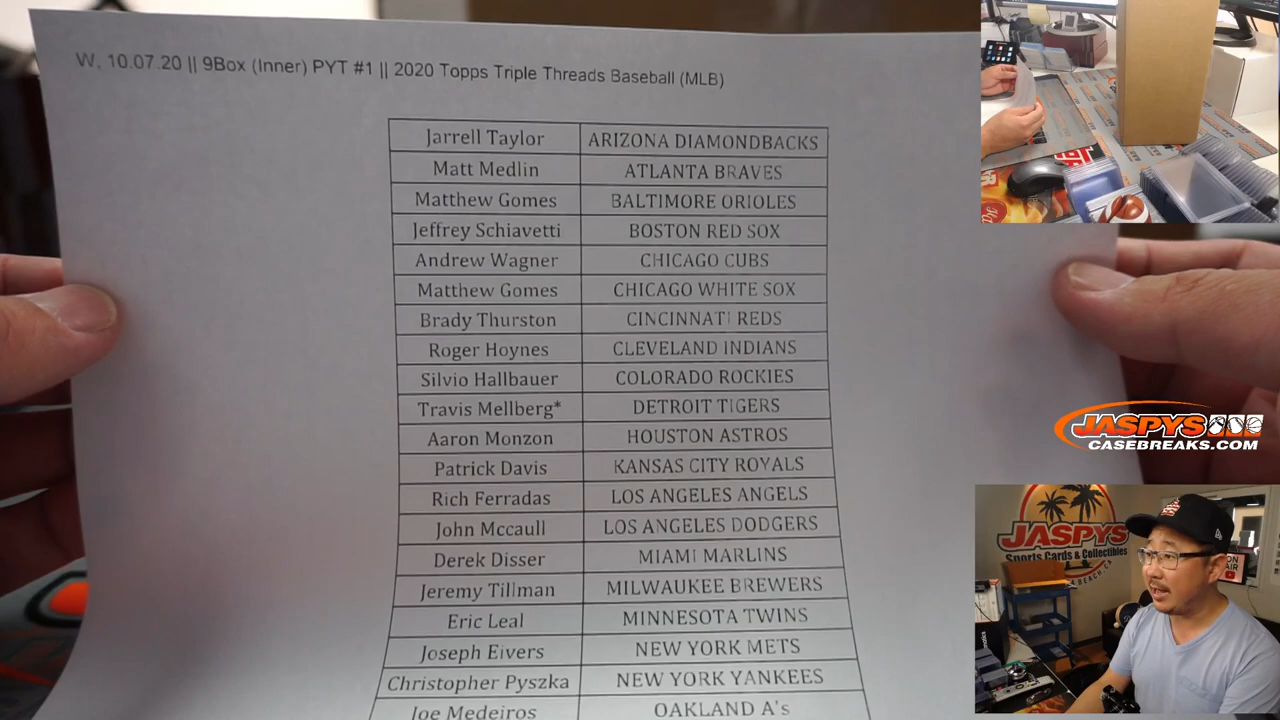 W, 10.07.20 || 9Box (Inner) PYT #1 || 2020 Topps Triple Threads Baseball (MLB)
Jarrell Taylor ARIZONA DIAMONDBACKS
Matt Medlin ATLANTA BRAVES
Matthew Gomes BALTIMORE ORIOLES
Jeffrey Schiavetti BOSTON RED SOX
Andrew Wagner CHICAGO CUBS
Matthew Gomes CHICAGO WHITE SOX
Brady Thurston CINCINNATI REDS
Roger Hoynes CLEVELAND INDIANS
Silvio Hallbauer COLORADO ROCKIES
Travis Mellberg* DETROIT TIGERS
Aaron Monzon HOUSTON ASTROS
Patrick Davis KANSAS CITY ROYALS
Rich Ferradas LOS ANGELES ANGELS
John Mccaull LOS ANGELES DODGERS
Derek Disser MIAMI MARLINS
Jeremy Tillman MILWAUKEE BREWERS
Eric Leal MINNESOTA TWINS
Joseph Eivers NEW YORK METS
Christopher Pyszka NEW YORK YANKEES
Joe Medeiros OAKLAND A's
JASPYS
CASEBREAKS.COM
JASPYS
Sports Cards & Collectibles
BEACH, CA
ON
AIR